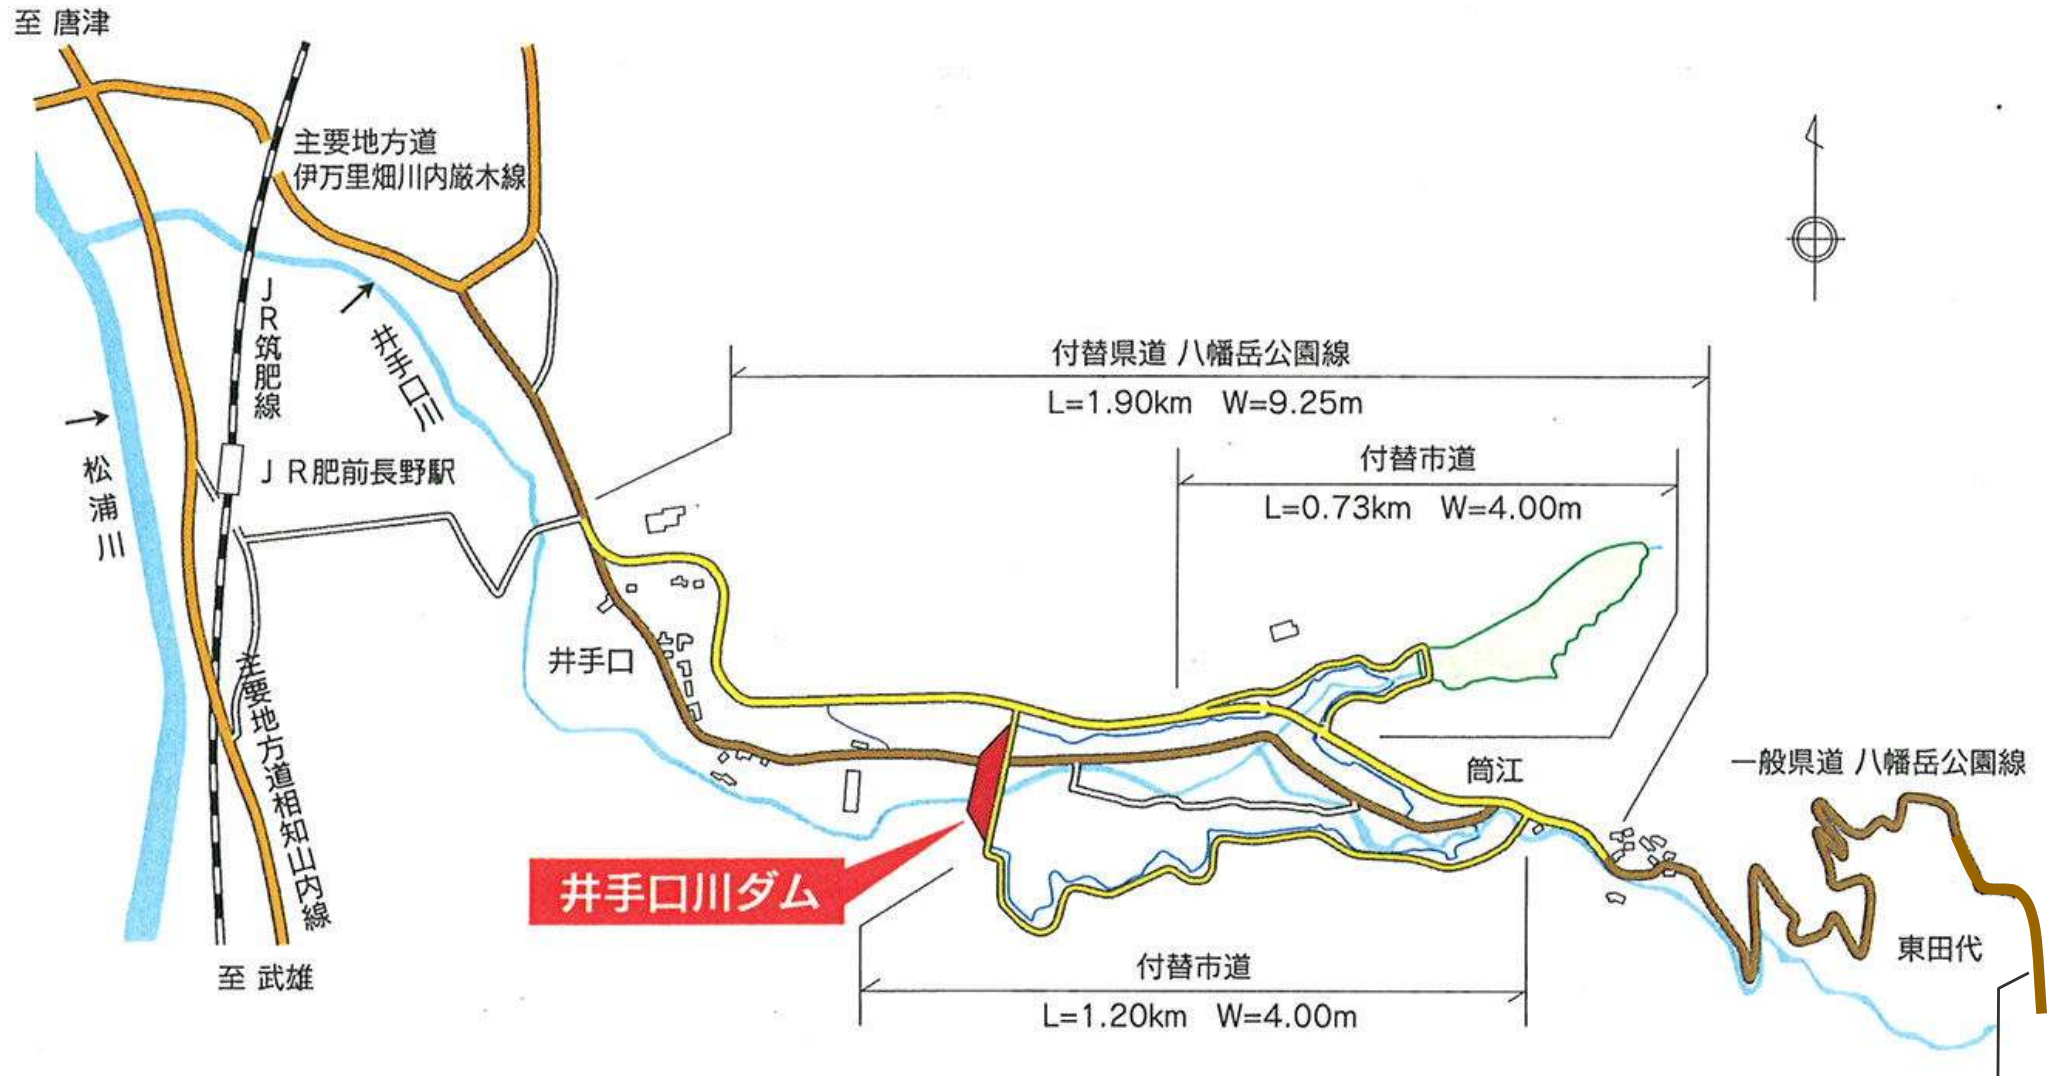 至 唐津
主要地方道
伊万里畑川内厳木線
JR筑肥線
井手口川
付替県道 八幡岳公園線
L=1.90km W=9.25m
松浦川
JR肥前長野駅
付替市道
L=0.73km W=4.00m
井手口
主要地方道相知山内線
筒江
一般県道 八幡岳公園線
井手口川ダム
東田代
至 武雄
付替市道
L=1.20km W=4.00m